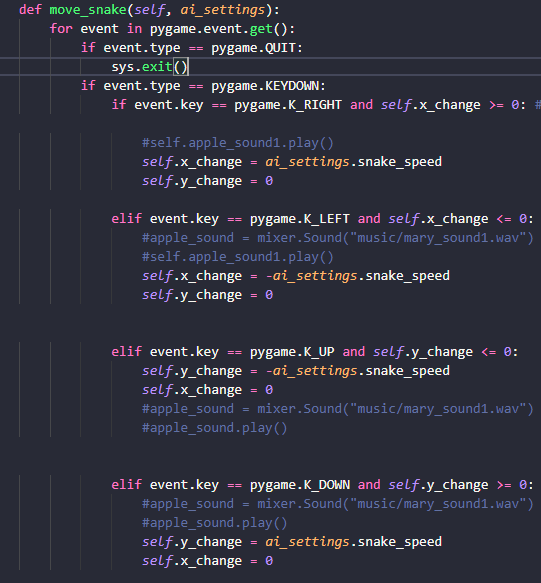 def move_snake(self, ai_settings):
for event in pygame.event.get():
if event.type == pygame.QUIT:
sys.exit()
if event.type == pygame.KEYDOWN:
if event.key == pygame.K_RIGHT and self.x_change >= 0: #
#self.apple_sound1.play()
self.x_change = ai_settings.snake_speed
self.y_change = 0
elif event.key == pygame.K_LEFT and self.x_change <= 0:
#apple_sound = mixer.Sound("music/mary_sound1.wav")
#self.apple_sound1.play()
self.x_change = -ai_settings.snake_speed
self.y_change = 0
elif event.key == pygame.K_UP and self.y_change <= 0:
self.y_change = -ai_settings.snake_speed
self.x_change = 0
#apple_sound = mixer.Sound("music/mary_sound1.wav")
#apple_sound.play()
elif event.key == pygame.K_DOWN and self.y_change >= 0:
#apple_sound = mixer.Sound("music/mary_sound1.wav")
#apple_sound.play()
self.y_change = ai_settings.snake_speed
self.x_change = 0